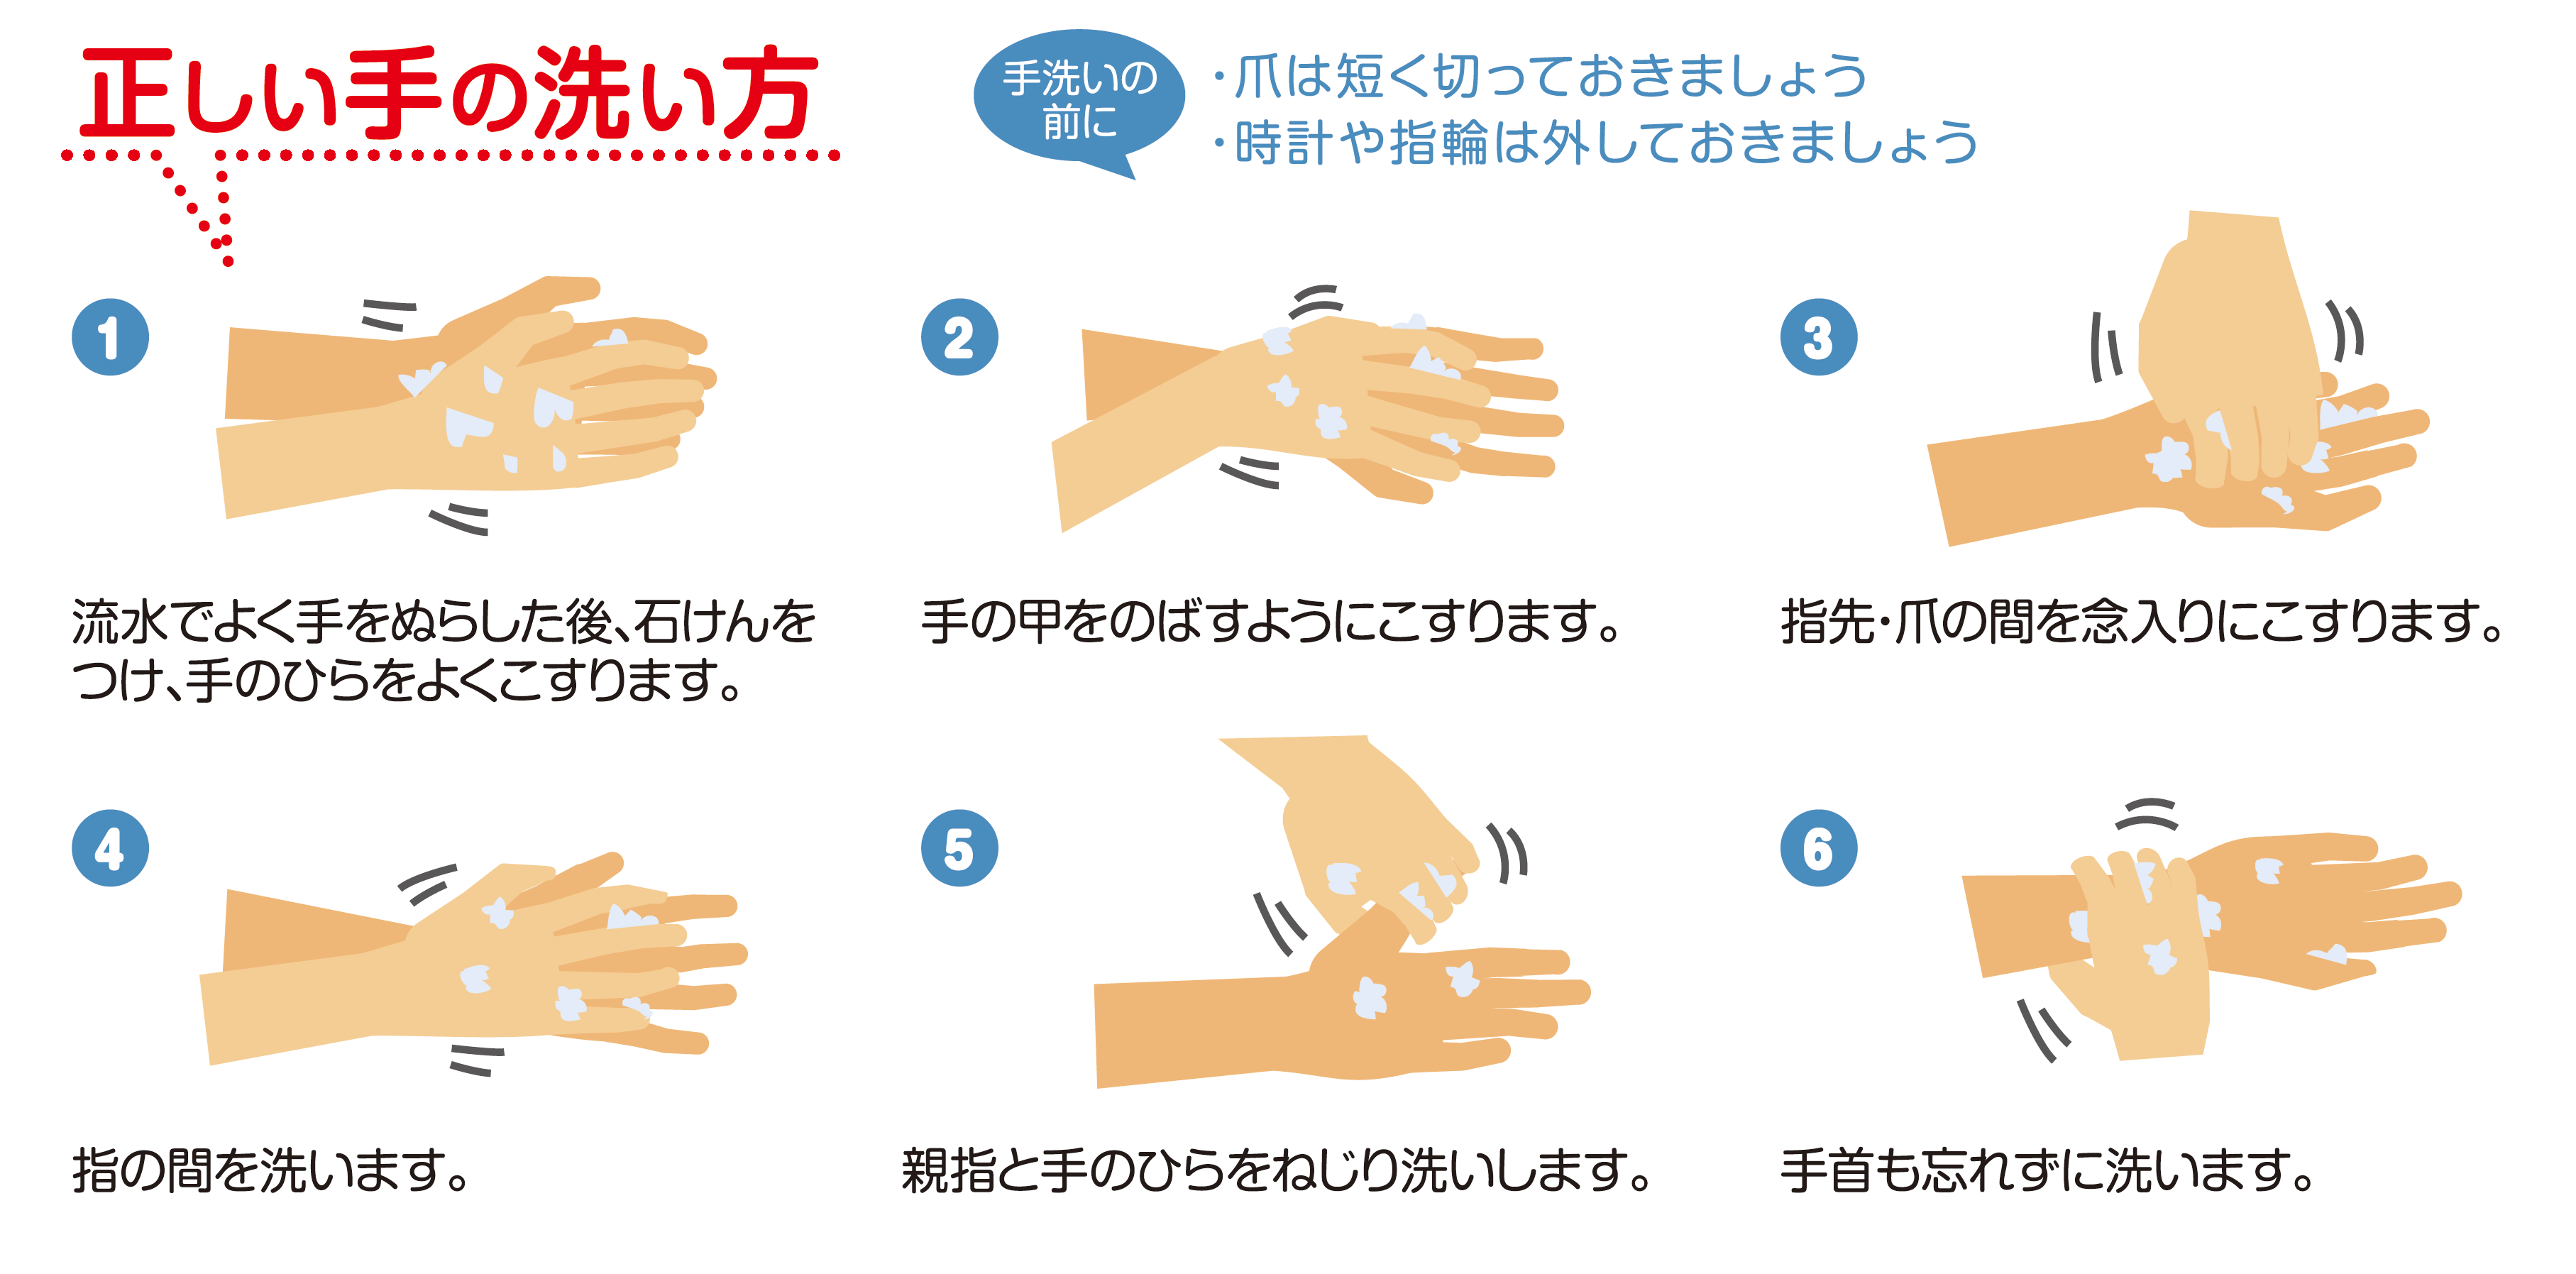 正しい手の洗い方
手洗いの
前に
・爪は短く切っておきましょう
・時計や指輪は外しておきましょう
1
流水でよく手をぬらした後、石けんを
つけ、手のひらをよくこすります。
2
手の甲をのばすようにこすります。
3
指先・爪の間を念入りにこすります。
4
指の間を洗います。
5
親指と手のひらをねじり洗いします。
6
手首も忘れずに洗います。